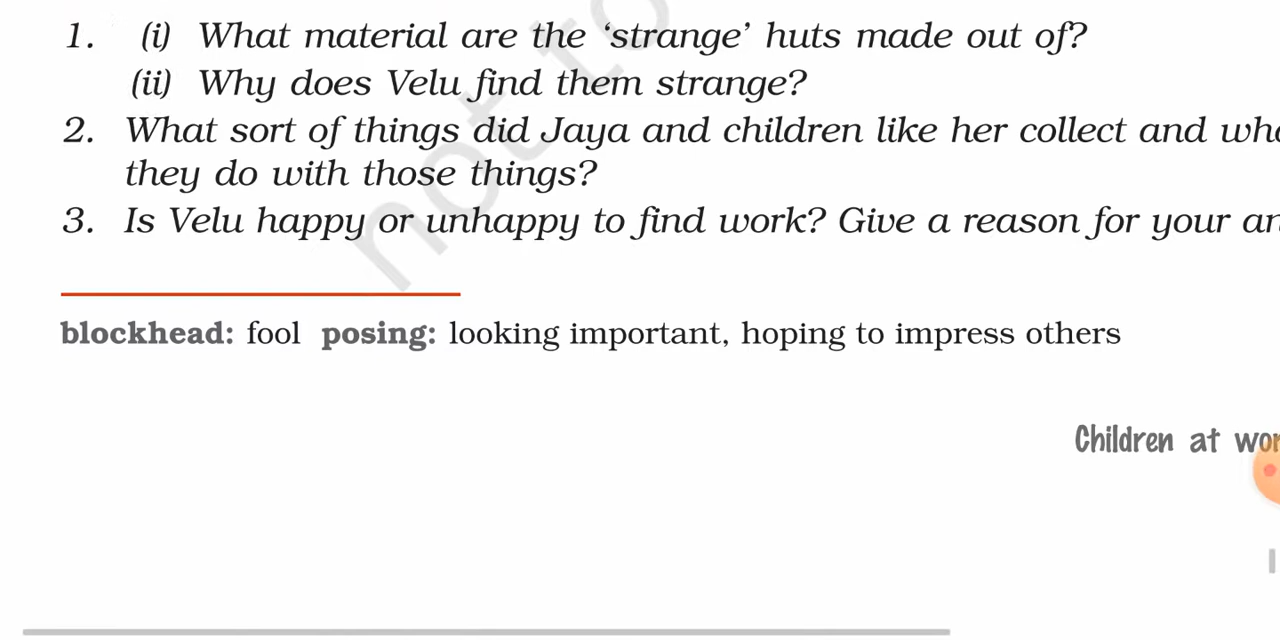 1. (i) What material are the ‘strange’ huts made out of?
(ii) Why does Velu find them strange?
2. What sort of things did Jaya and children like her collect and
they do with those things?
3. Is Velu happy or unhappy to find work? Give a reason for your
blockhead: fool posing: looking important, hoping to impress others
Children at
not to